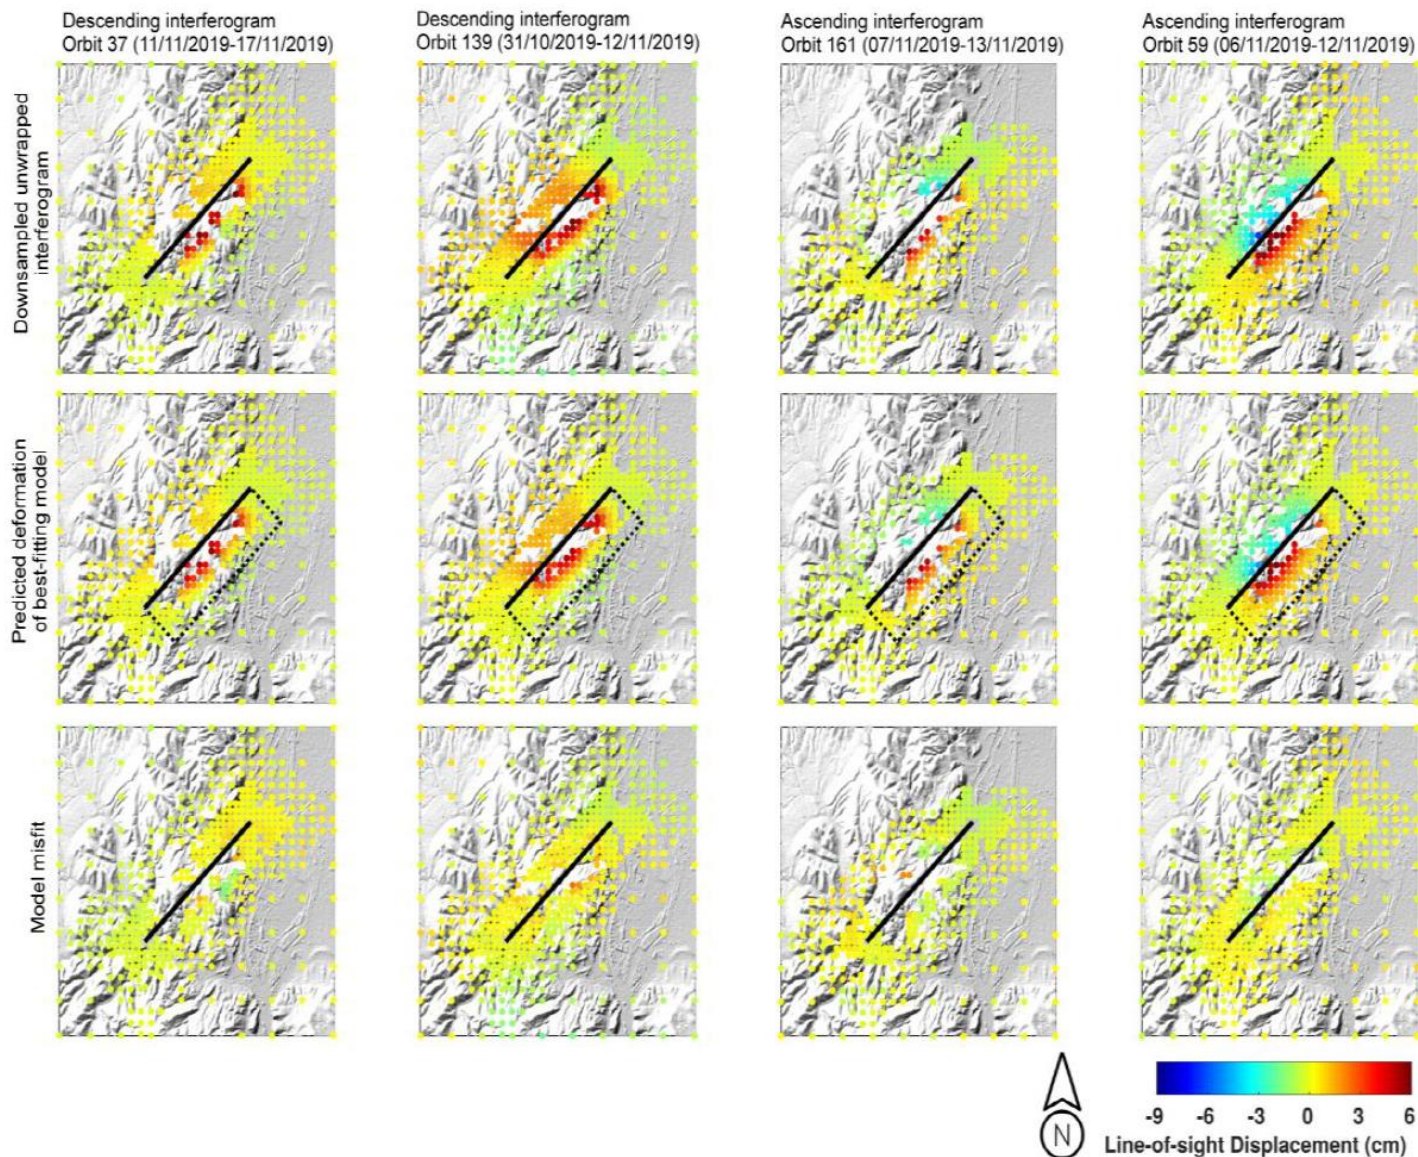 Descending interferogram
Orbit 37 (11/11/2019-17/11/2019)
Descending interferogram
Orbit 139 (31/10/2019-12/11/2019)
Ascending interferogram
Orbit 161 (07/11/2019-13/11/2019)
Ascending interferogram
Orbit 59 (06/11/2019-12/11/2019)
Downsampled unwrapped
interferogram
Predicted deformation
of best-fitting model
Model misfit
N
-9 -6 -3 0 3 6
Line-of-sight Displacement (cm)